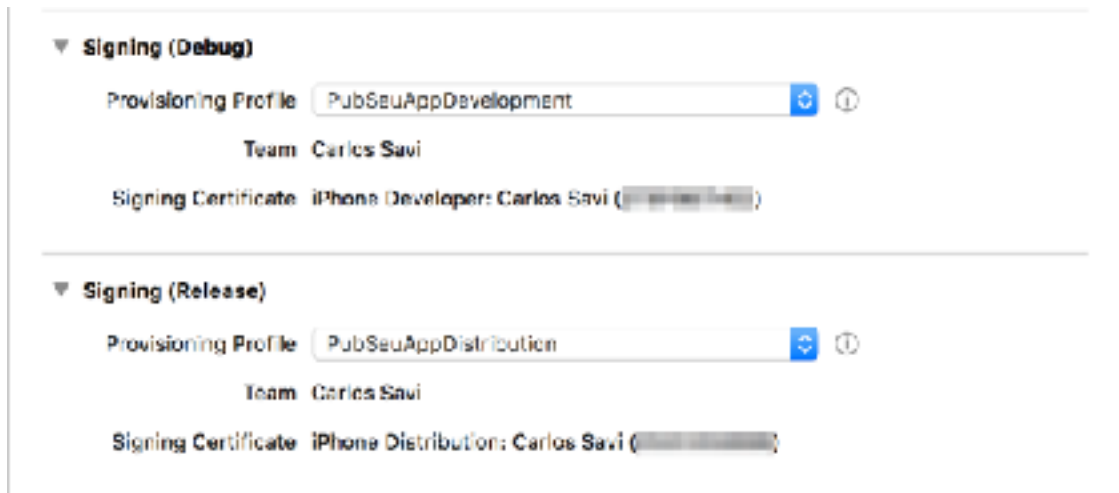 Signing (Debug)
Provisioning Profile PubSeuAppDevelopment
Team Carlos Savi
Signing Certificate iPhone Developer: Carlos Savi ( )
Signing (Release)
Provisioning Profile PubSeuAppDistribution
Team Carlos Savi
Signing Certificate iPhone Distribution: Carlos Savi ( )